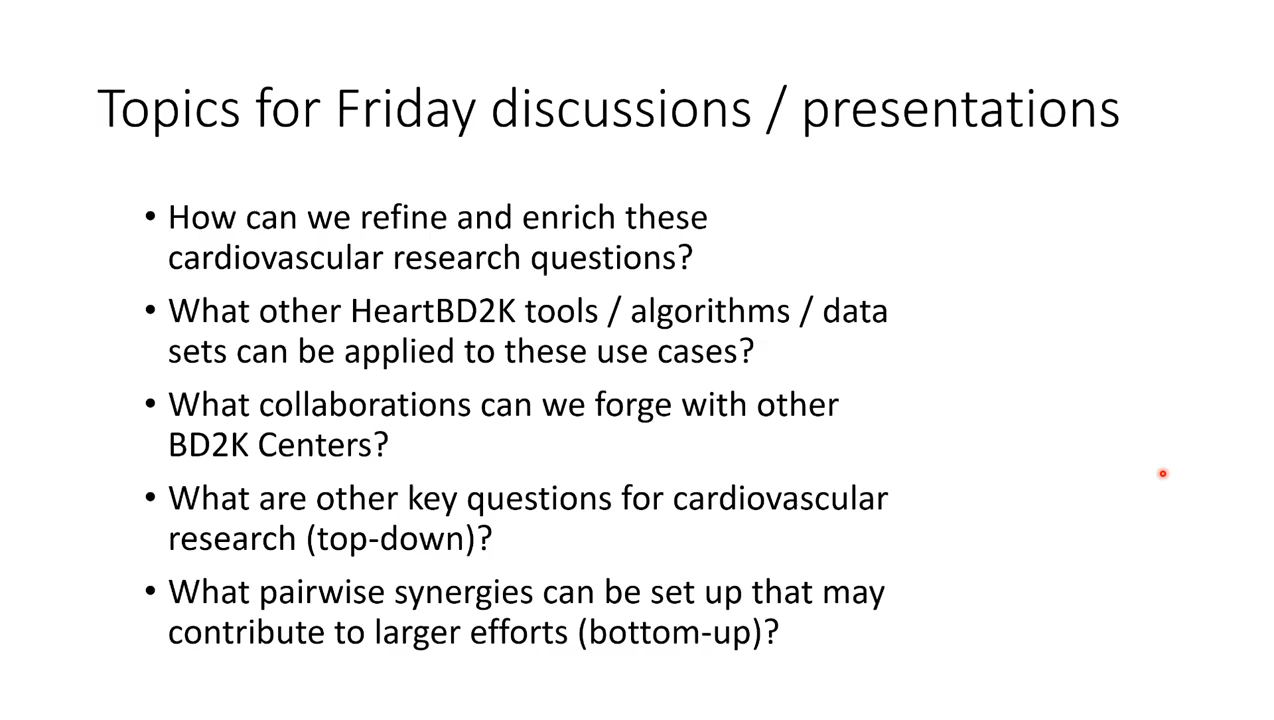 Topics for Friday discussions / presentations
• How can we refine and enrich these
cardiovascular research questions?
• What other HeartBD2K tools / algorithms / data
sets can be applied to these use cases?
• What collaborations can we forge with other
BD2K Centers?
• What are other key questions for cardiovascular
research (top-down)?
• What pairwise synergies can be set up that may
contribute to larger efforts (bottom-up)?